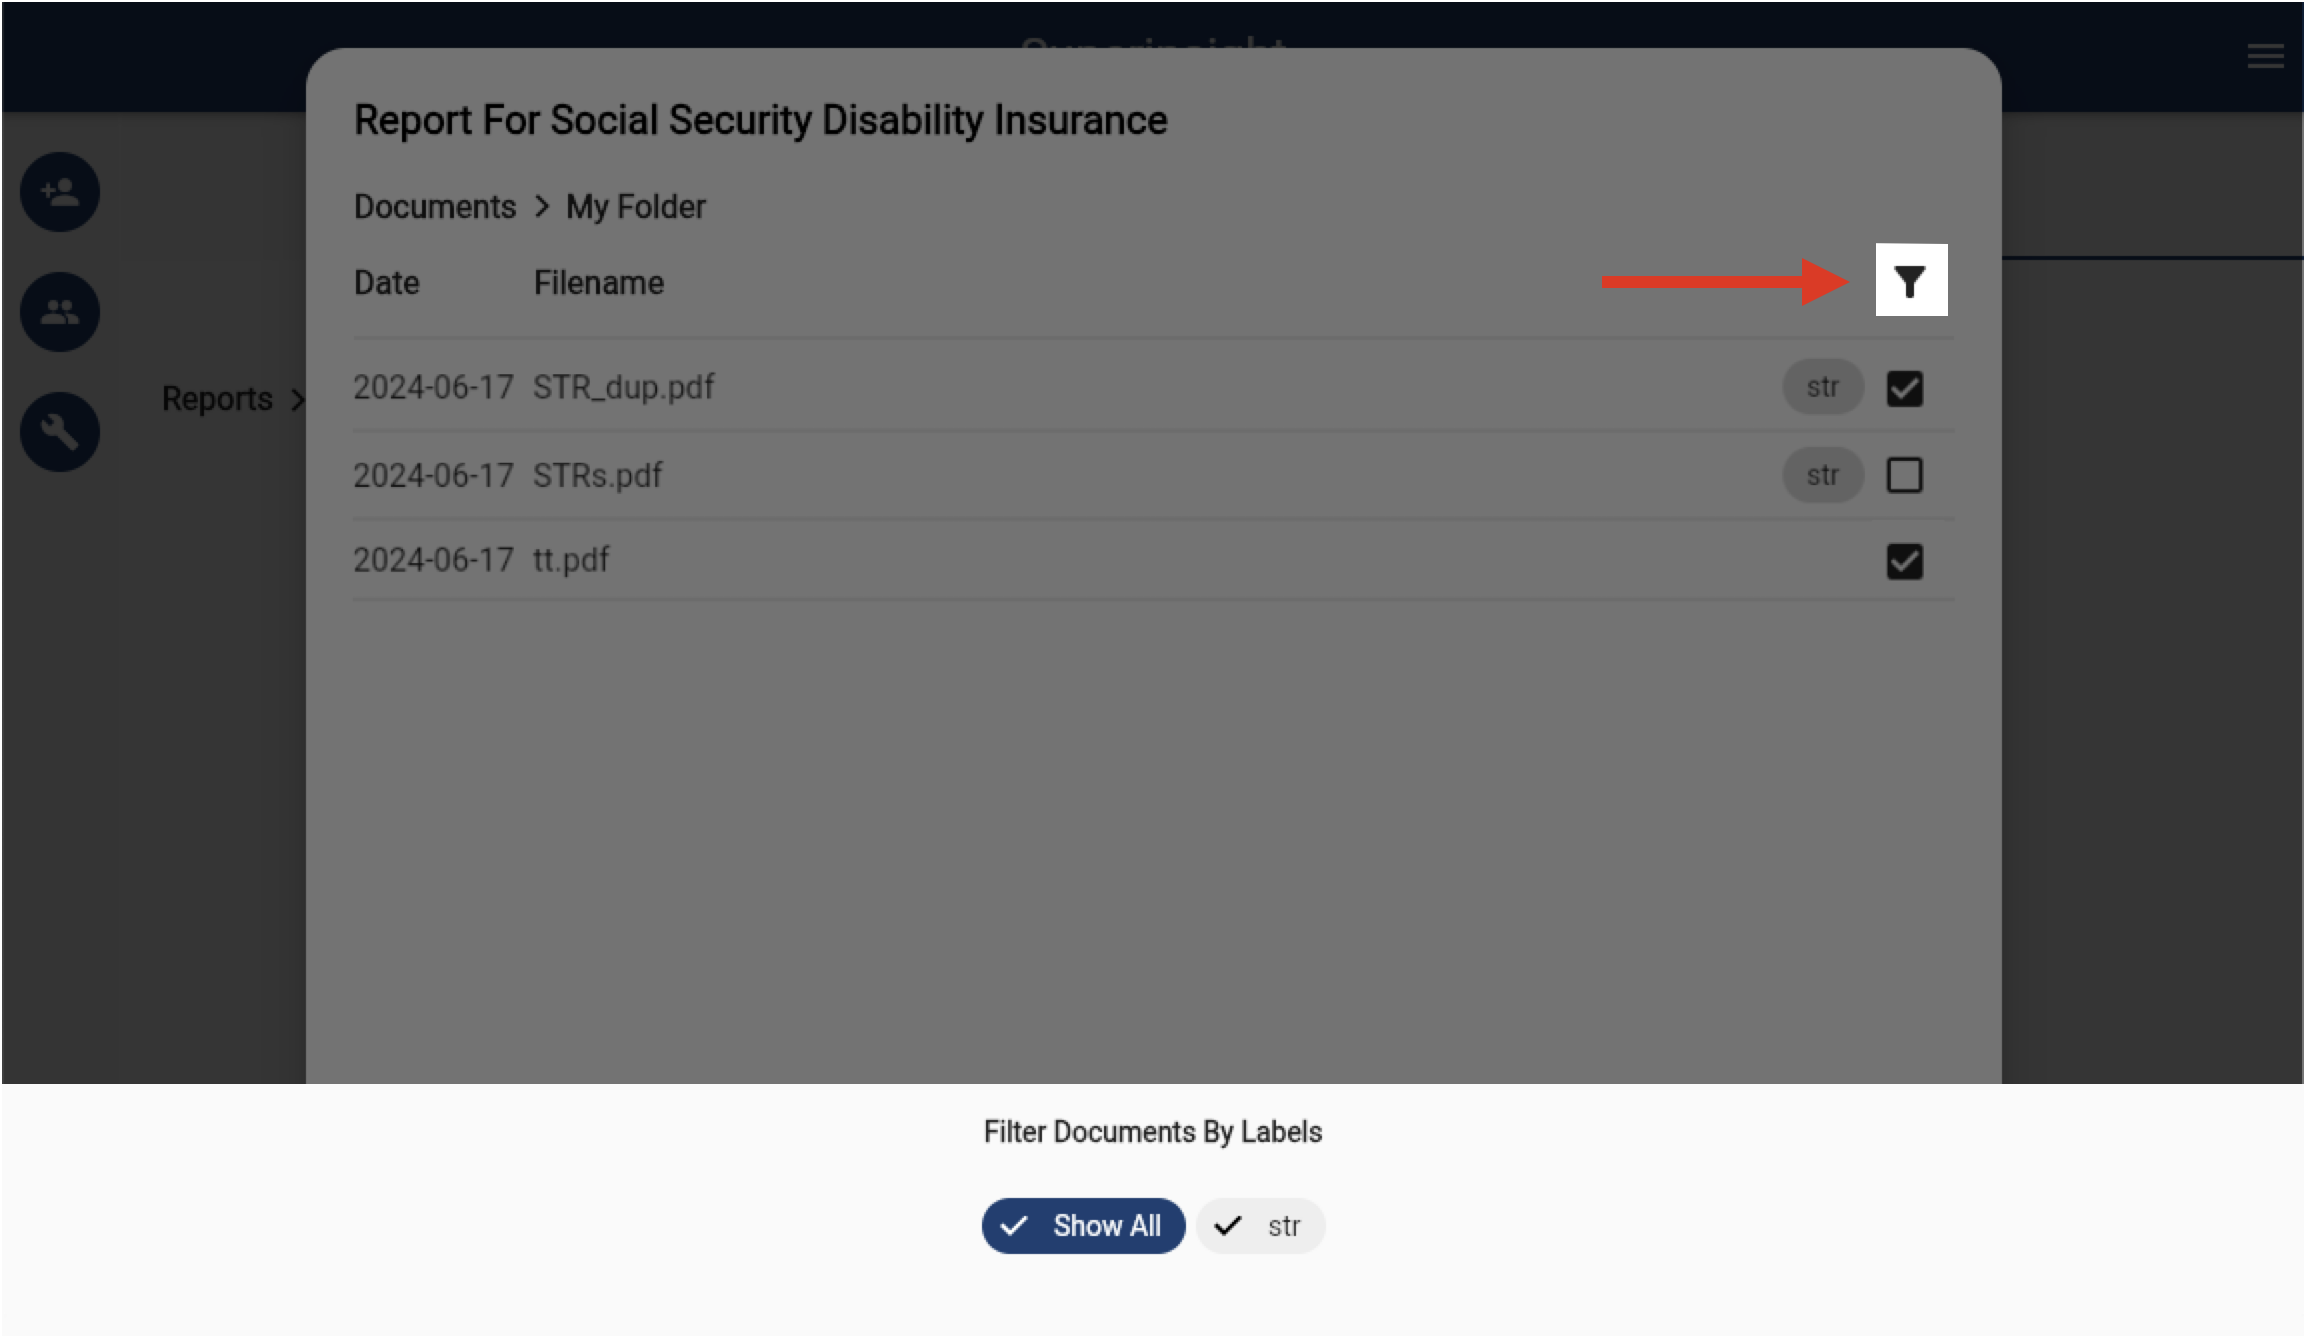 Report For Social Security Disability Insurance
Documents > My Folder
Date Filename
2024-06-17 STR_dup.pdf str
2024-06-17 STRs.pdf str
2024-06-17 tt.pdf
Reports >
Filter Documents By Labels
Show All str